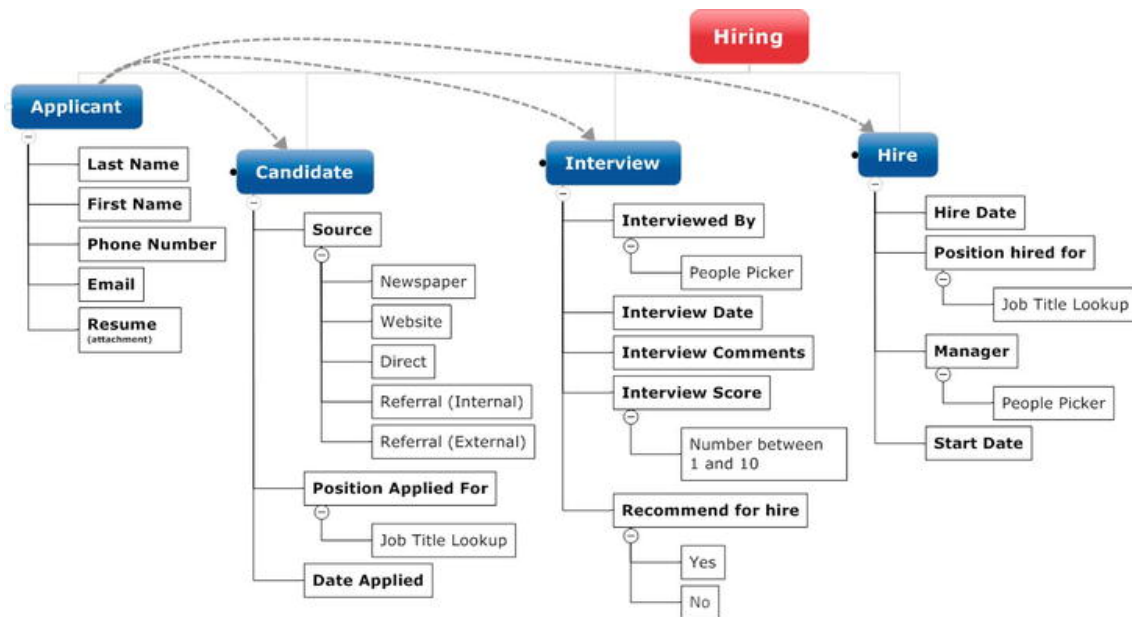 Hiring
Applicant
Last Name
First Name
Phone Number
Email
Resume
(attachment)
Candidate
Source
Newspaper
Website
Direct
Referral (Internal)
Referral (External)
Position Applied For
Job Title Lookup
Date Applied
Interview
Interviewed By
People Picker
Interview Date
Interview Comments
Interview Score
Number between
1 and 10
Recommend for hire
Yes
No
Hire
Hire Date
Position hired for
Job Title Lookup
Manager
People Picker
Start Date